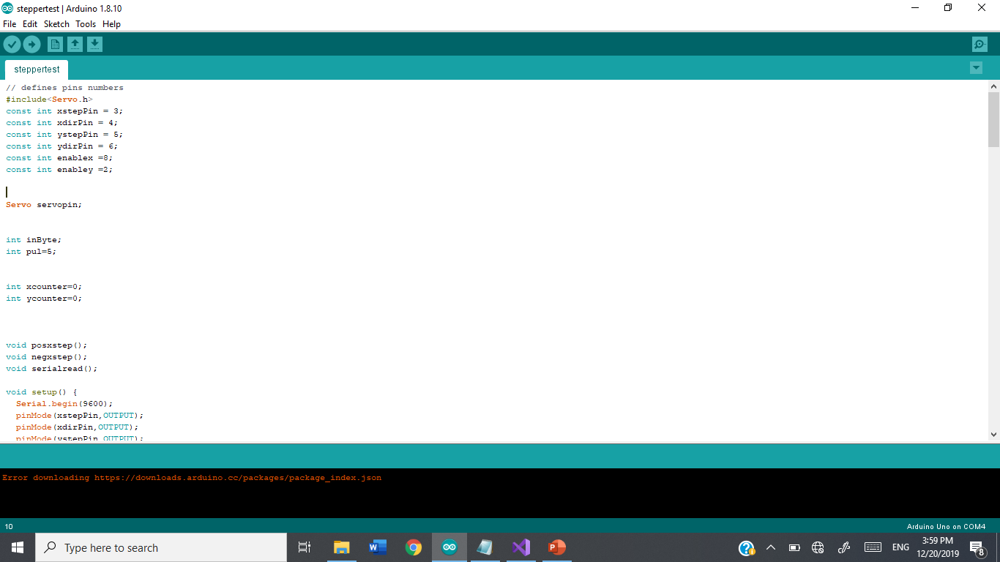 steppertest | Arduino 1.8.10
File Edit Sketch Tools Help
steppertest
// defines pins numbers
#include<Servo.h>
const int xstepPin = 3;
const int xdirPin = 4;
const int ystepPin = 5;
const int ydirPin = 6;
const int enablex =8;
const int enabley =2;
Servo servopin;
int inByte;
int pul=5;
int xcounter=0;
int ycounter=0;
void posxstep();
void negxstep();
void serialread();
void setup() {
Serial.begin(9600);
pinMode(xstepPin,OUTPUT);
pinMode(xdirPin,OUTPUT);
pinMode(ystepPin,OUTPUT);
Error downloading https://downloads.arduino.cc/packages/package_index.json
10
Arduino Uno on COM4
Type here to search
ENG
3:59 PM
12/20/2019
8